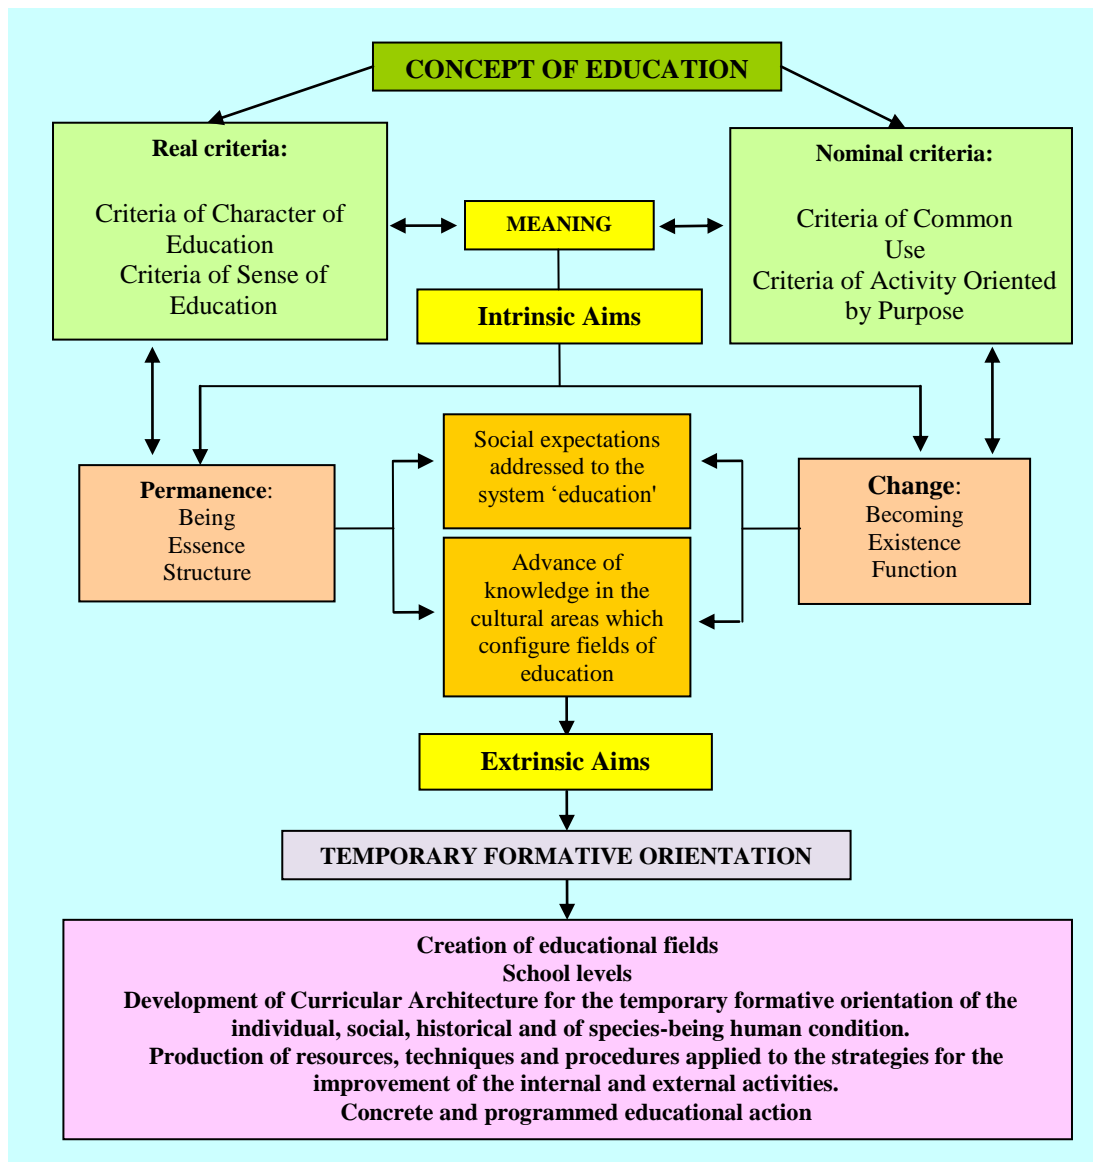 CONCEPT OF EDUCATION
Real criteria:
Criteria of Character of
Education
Criteria of Sense of
Education
MEANING
Nominal criteria:
Criteria of Common
Use
Criteria of Activity Oriented
by Purpose
Intrinsic Aims
Permanence:
Being
Essence
Structure
Social expectations
addressed to the
system ‘education'
Advance of
knowledge in the
cultural areas which
configure fields of
education
Change:
Becoming
Existence
Function
Extrinsic Aims
TEMPORARY FORMATIVE ORIENTATION
Creation of educational fields
School levels
Development of Curricular Architecture for the temporary formative orientation of the
individual, social, historical and of species-being human condition.
Production of resources, techniques and procedures applied to the strategies for the
improvement of the internal and external activities.
Concrete and programmed educational action